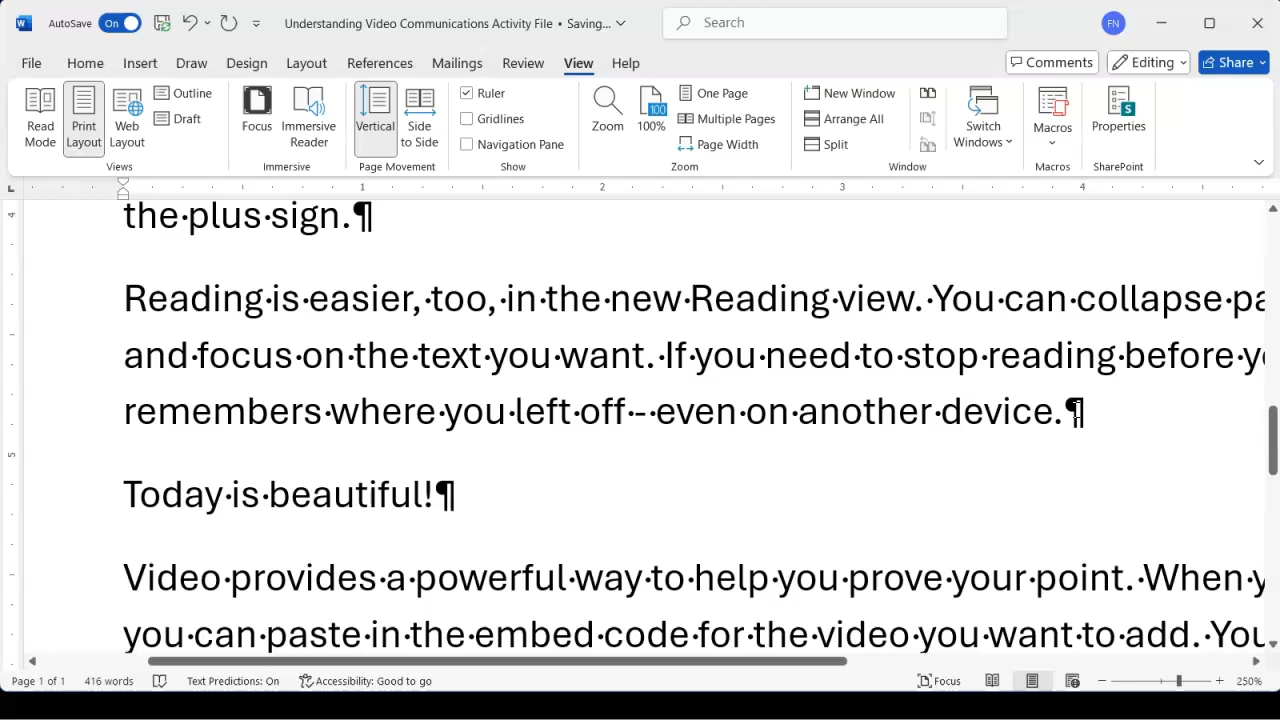 AutoSave On Understanding Video Communications Activity File • Saving... Search FN
File Home Insert Draw Design Layout References Mailings Review View Help Comments Editing Share
Read Mode Print Layout Web Layout Outline Draft Views
Focus Immersive Reader Immersive
Vertical Side to Side Page Movement
Ruler Gridlines Navigation Pane Show
Zoom 100 100% One Page Multiple Pages Page Width Zoom
New Window Arrange All Split Switch Windows Window
Macros Macros
S Properties SharePoint
1 2 3 4
4
the·plus·sign.¶
Reading·is·easier,·too,·in·the·new·Reading·view.·You·can·collapse·pa
and·focus·on·the·text·you·want.·If·you·need·to·stop·reading·before·yo
remembers·where·you·left·off·-·even·on·another·device.¶
5
Today·is·beautiful!¶
Video·provides·a·powerful·way·to·help·you·prove·your·point.·When·y
you·can·paste·in·the·embed·code·for·the·video·you·want·to·add.·You
Page 1 of 1 416 words Text Predictions: On Accessibility: Good to go Focus 250%